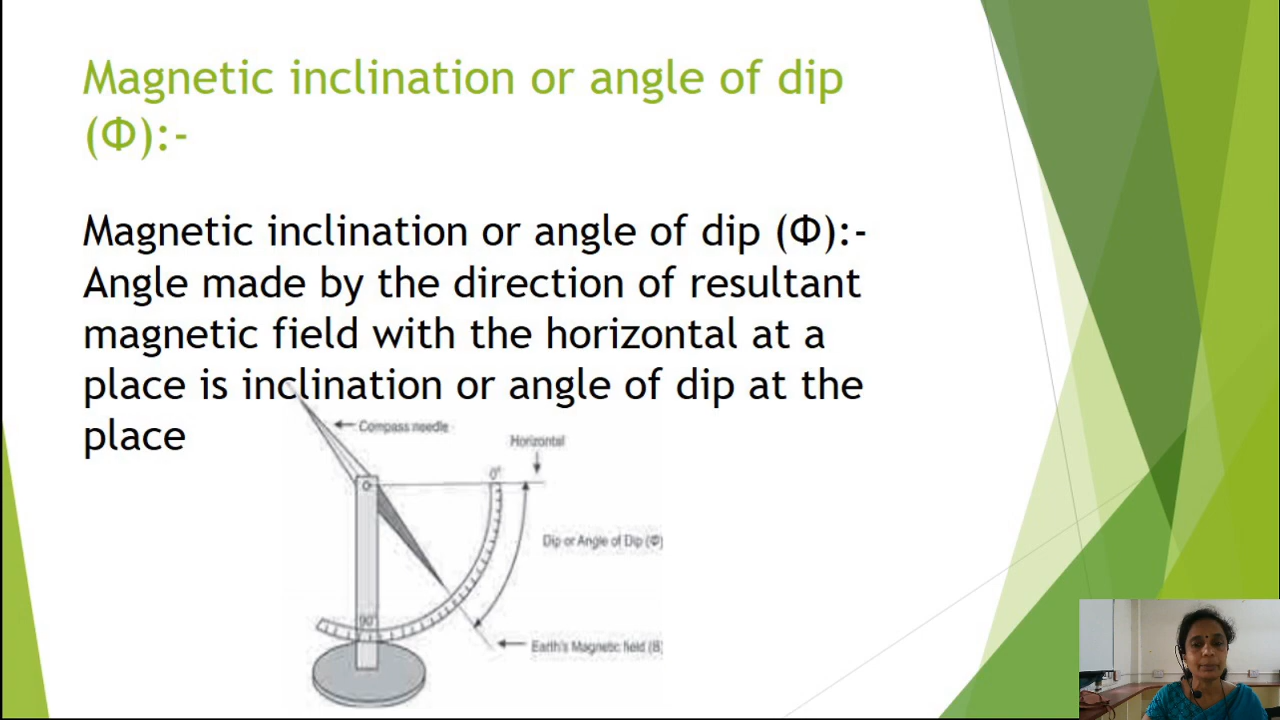 Magnetic inclination or angle of dip
(Φ):-
Magnetic inclination or angle of dip (Φ):-
Angle made by the direction of resultant
magnetic field with the horizontal at a
place is inclination or angle of dip at the
place
Compass needle
Horizontal
0°
Dip or Angle of Dip (Φ)
90°
Earth's Magnetic field (B)